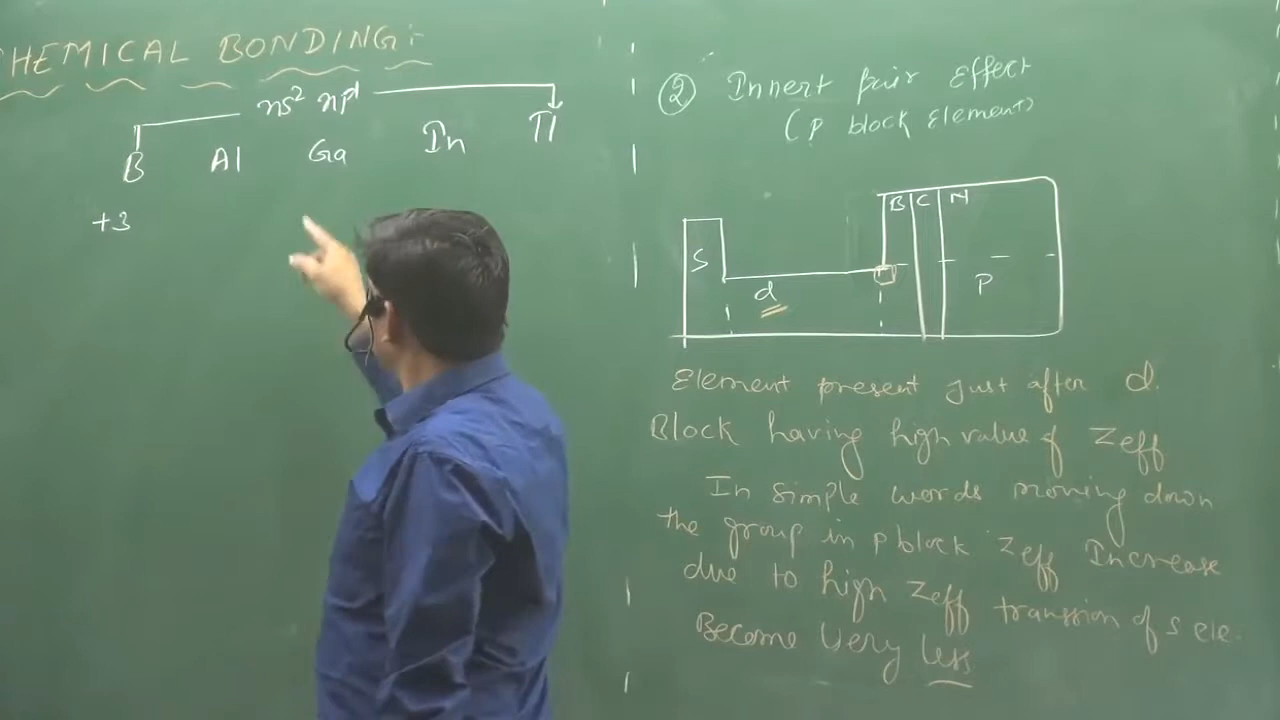 CHEMICAL BONDING:-
ns² np¹
B Al Ga In Tl
+3
② Innert pair Effect
(P block Element)
S d B C N P
Element present Just after d.
Block having high value of Zeff
In simple words moving down
the group in P block Zeff Increase
due to high Zeff transsion of s ele.
Become very less